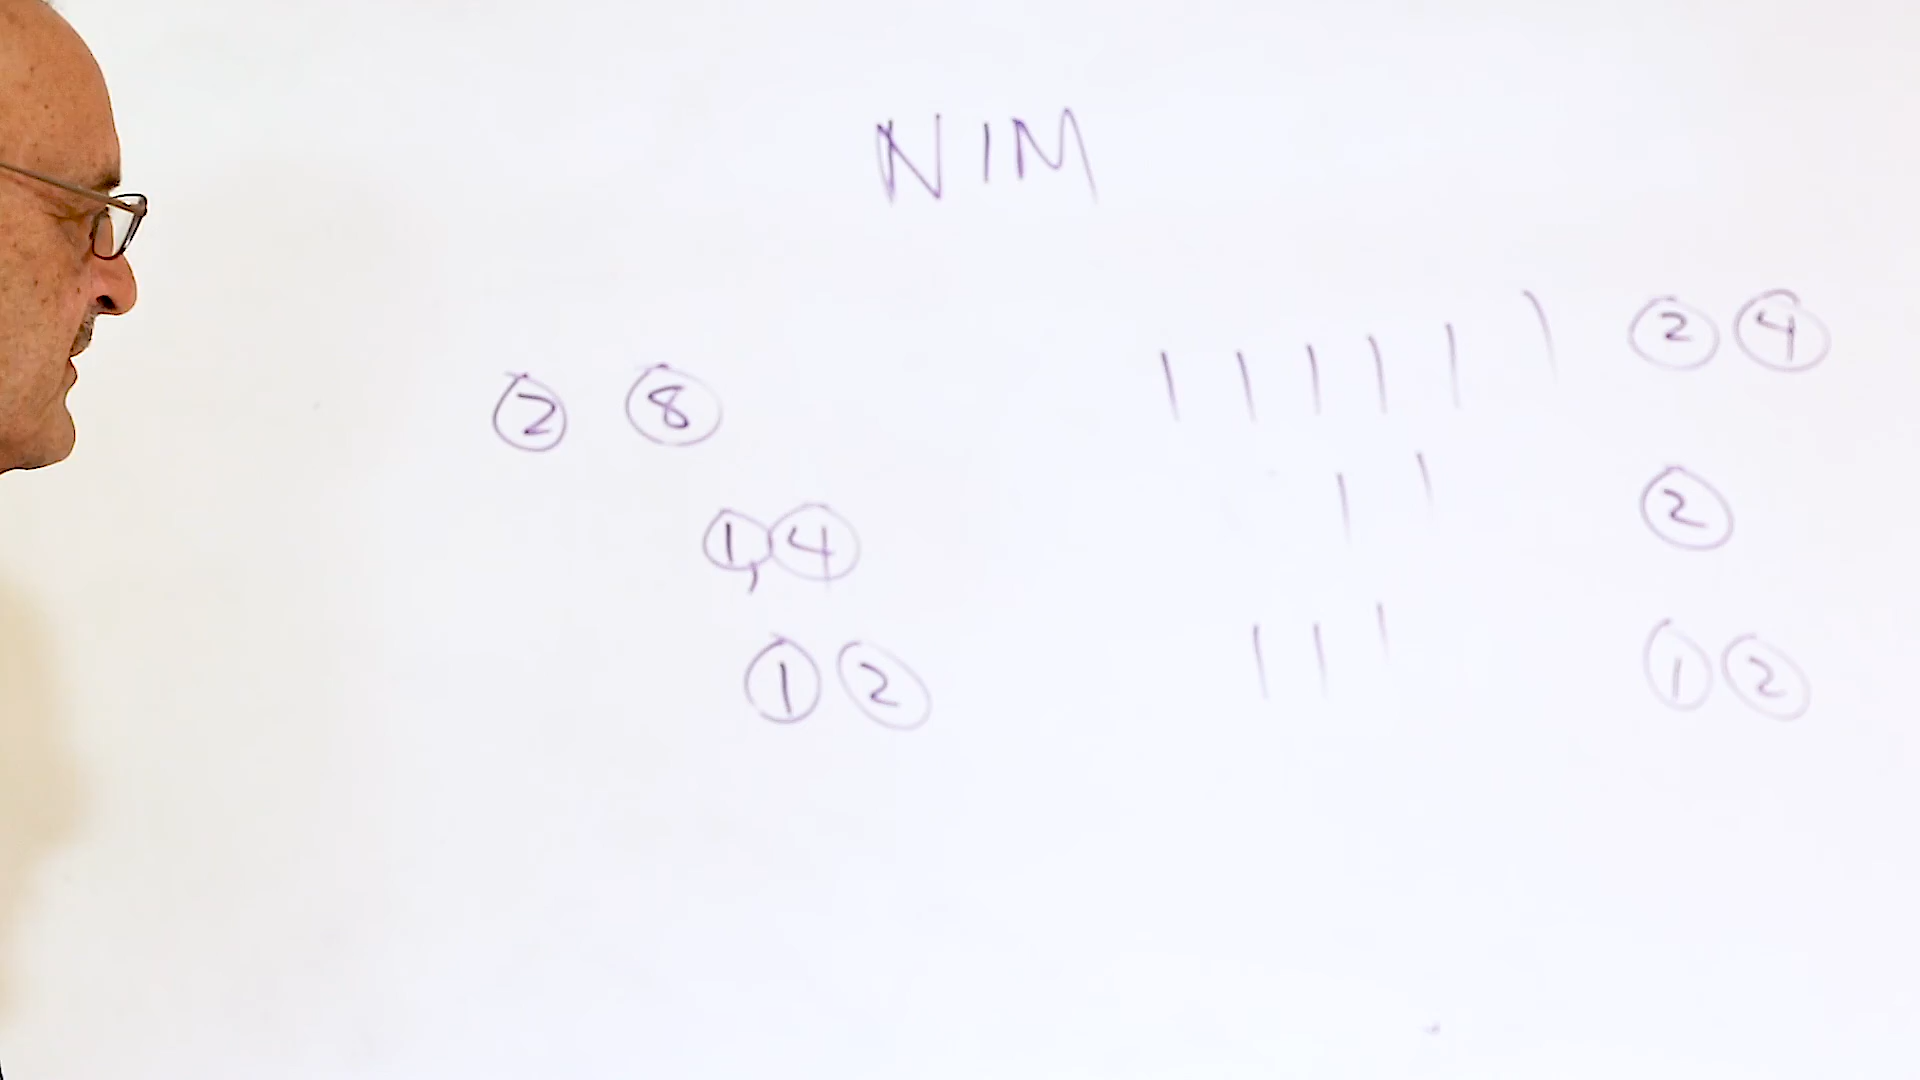 NIM
2 8 | | | | | | 2 4
1, 4 | | 2
1 2 | | | 1 2